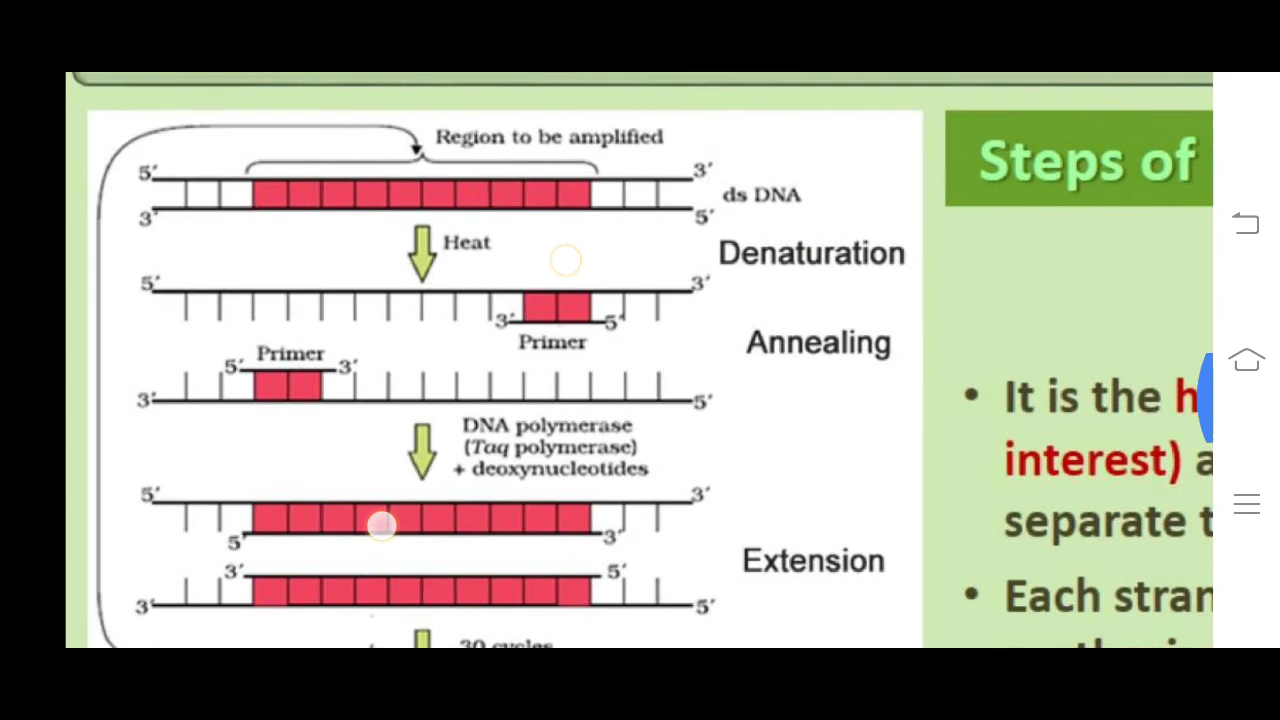 Region to be amplified
5′ 3′
ds DNA
3′ 5′
Heat
Denaturation
5′ 3′
3′ 5′
Primer
Annealing
Primer
5′ 3′
3′ 5′
DNA polymerase
(Taq polymerase)
+ deoxynucleotides
5′ 3′
5′ 3′
Extension
3′ 5′
3′ 5′
30 cycles
Steps of
• It is the h
interest) a
separate t
• Each stran